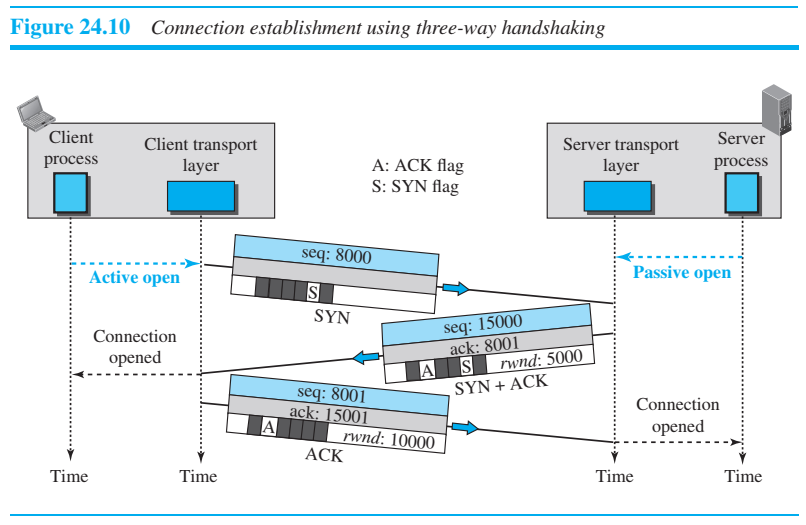 Figure 24.10 Connection establishment using three-way handshaking
Client
process
Client transport
layer
A: ACK flag
S: SYN flag
Server transport
layer
Server
process
Active open
seq: 8000
S
SYN
Passive open
seq: 15000
ack: 8001
A S rwnd: 5000
SYN + ACK
Connection
opened
seq: 8001
ack: 15001
A rwnd: 10000
ACK
Connection
opened
Time
Time
Time
Time